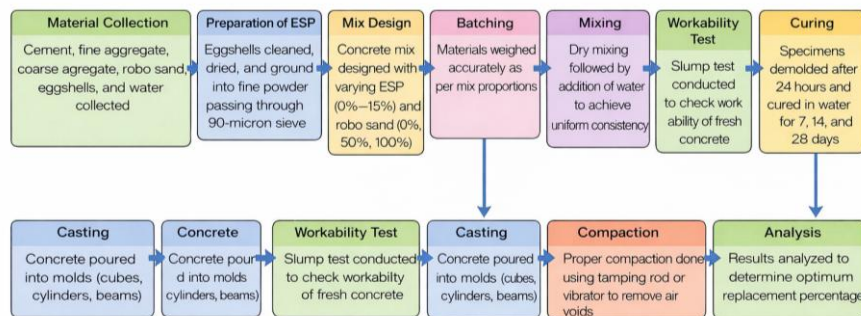 Material Collection
Cement, fine aggregate,
coarse agregate, robo sand,
eggshells, and water
collected
Preparation of ESP
Eggshells cleaned,
dried, and ground
into fine powder
passing through
90-micron sieve
Mix Design
Concrete mix
designed with
varying ESP
(0%—15%) and
robo sand (0%,
50%, 100%)
Batching
Materials weighed
accurately as
per mix proportions
Mixing
Dry mixing
followed by
addition of water
to achieve
uniform consistency
Workability
Test
Slump test
conducted
to check work
ability of fresh
concrete
Curing
Specimens
demolded after
24 hours and
cured in water
for 7, 14, and
28 days
Casting
Concrete poured
into molds (cubes,
cylinders, beams)
Concrete
Concrete pour
d into molds
cylinders, beams)
Workability Test
Slump test conducted
to check workabilty
of fresh concrete
Casting
Concrete poured
into molds (cubes,
cylinders, beams)
Compaction
Proper compaction done
using tamping rod or
vibrator to remove air
voids
Analysis
Results analyzed to
determine optimum
replacement percentage